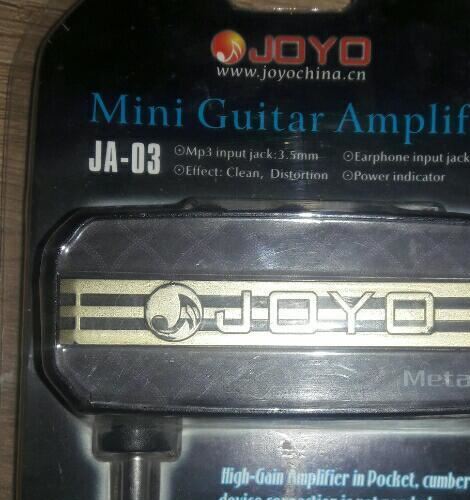 JOYO
www.joyochina.cn
Mini Guitar Amplif
JA-03
⊙Mp3 input jack:3.5mm ⊙Earphone input jack
⊙Effect: Clean, Distortion ⊙Power indicator
JOYO
Meta
High-Gain Amplifier in Pocket, cumber